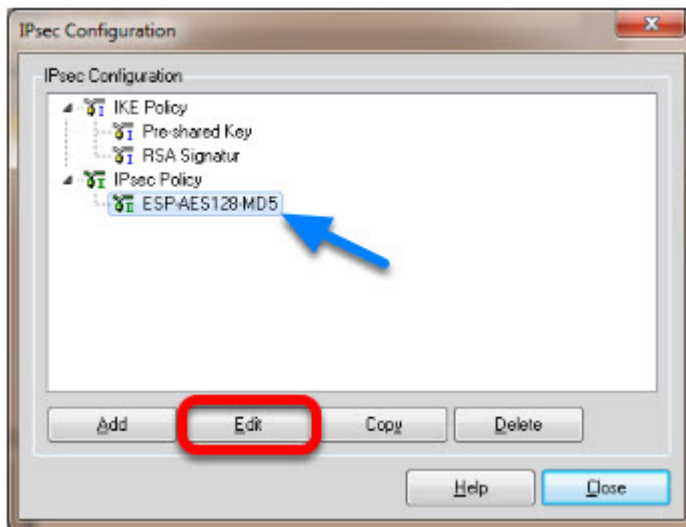 IPsec Configuration
IPsec Configuration
IKE Policy
Pre-shared Key
RSA Signatur
IPsec Policy
ESP-AES128-MD5
Add Edit Copy Delete
Help Close